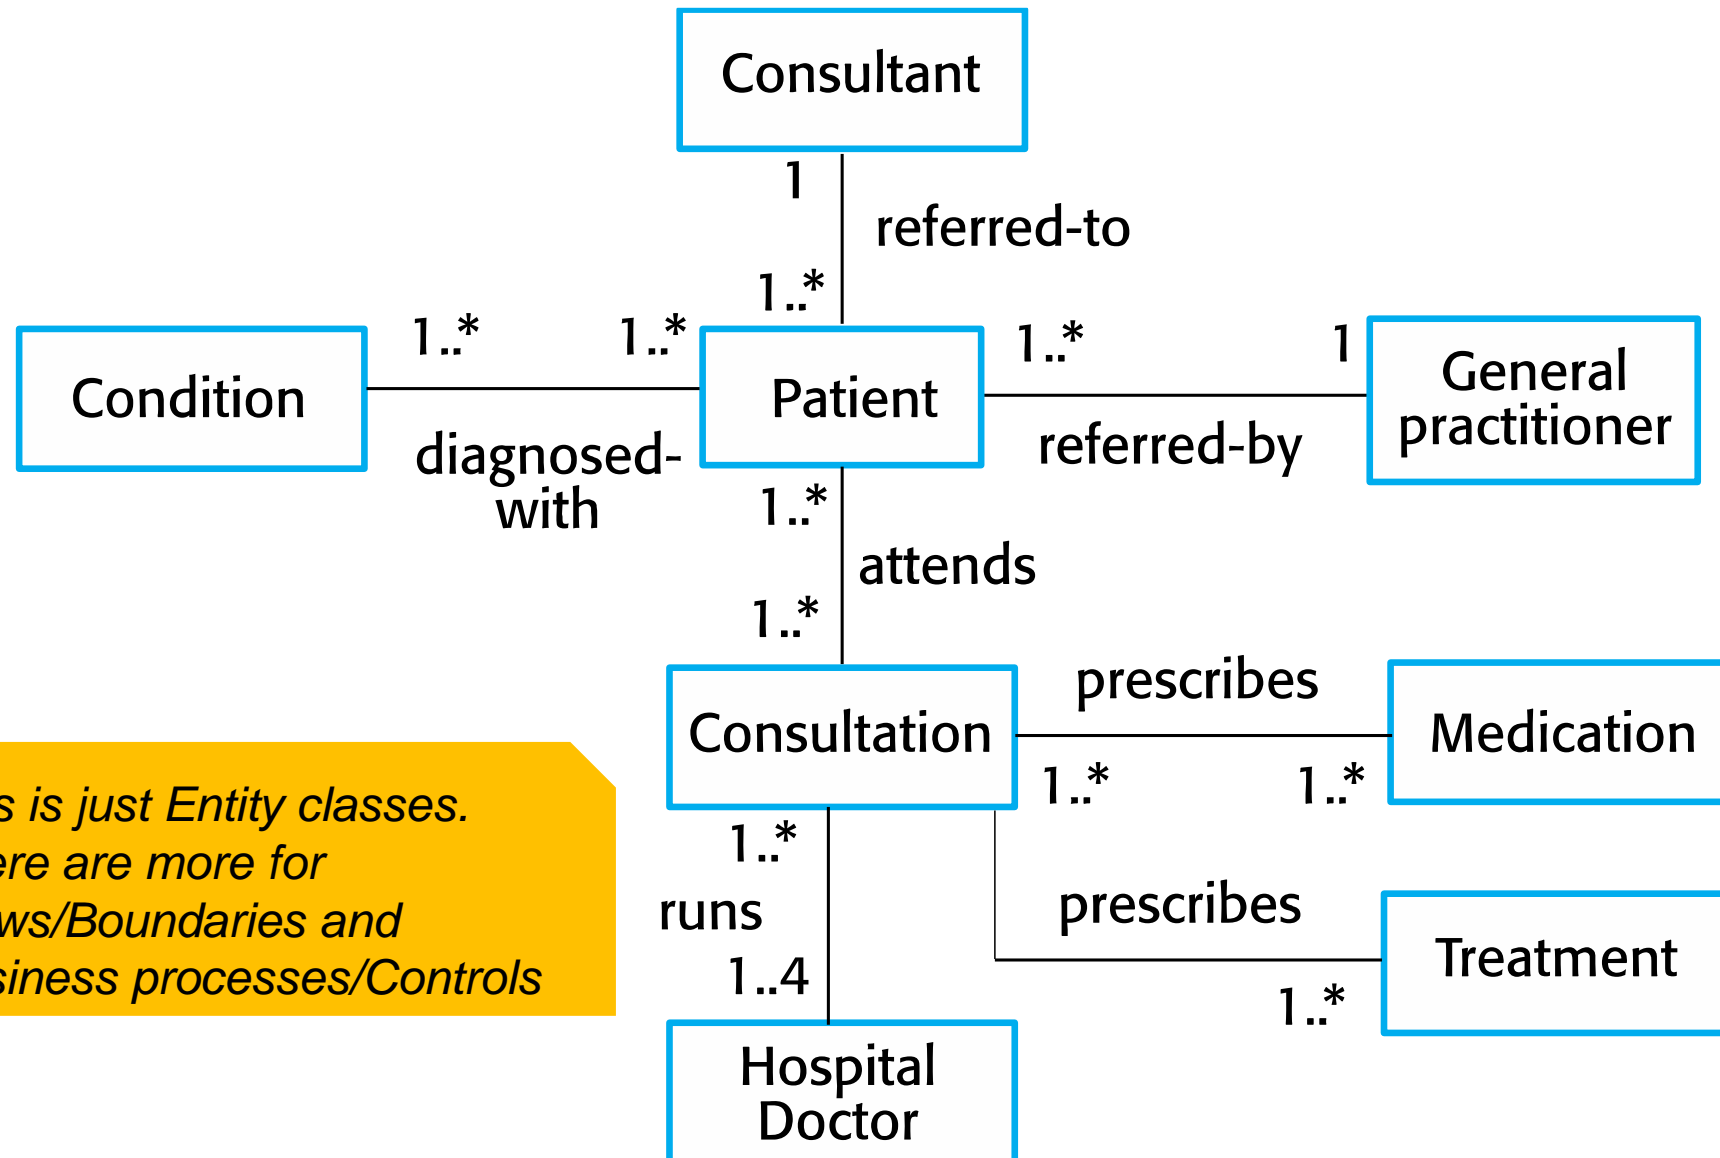 Consultant
1
referred-to
1..*
1..*
1..*
1..*
1
Condition
Patient
General
practitioner
diagnosed-
with
referred-by
1..*
attends
1..*
prescribes
Consultation
Medication
1..*
1..*
s is just Entity classes.
ere are more for
ws/Boundaries and
siness processes/Controls
1..*
runs
prescribes
1..4
Treatment
1..*
Hospital
Doctor